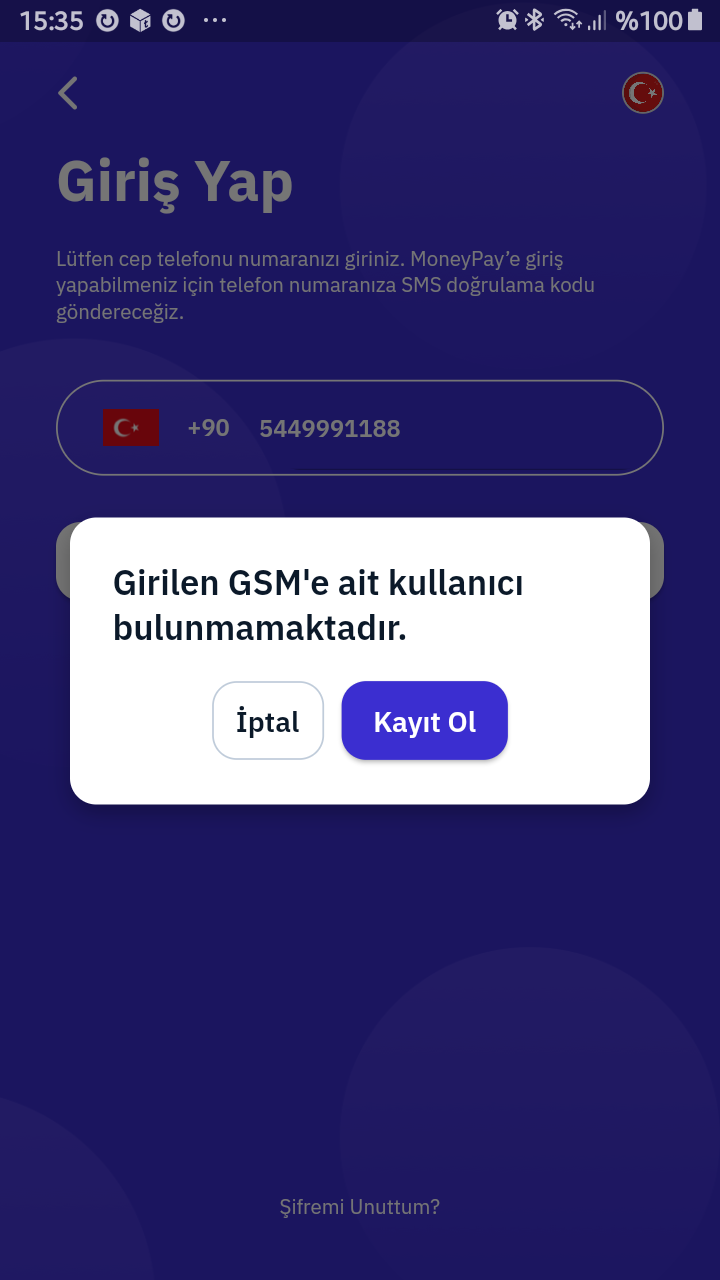 15:35 %100
Giriş Yap
Lütfen cep telefonu numaranızı giriniz. MoneyPay’e giriş
yapabilmeniz için telefon numaranıza SMS doğrulama kodu
göndereceğiz.
+90 5449991188
Girilen GSM'e ait kullanıcı
bulunmamaktadır.
İptal Kayıt Ol
Şifremi Unuttum?